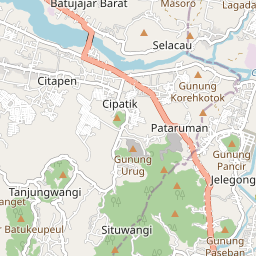 Batujajar Barat
Masoro
Lagada
Selacau
Citapen
Gunung
Korehkotok
Cipatik
Pataruman
Gunung
Urug
Gunung
Pancir
Jelegong
Tanjungwangi
anget
Batukeupeul
Situwangi
Gunung
Paseban